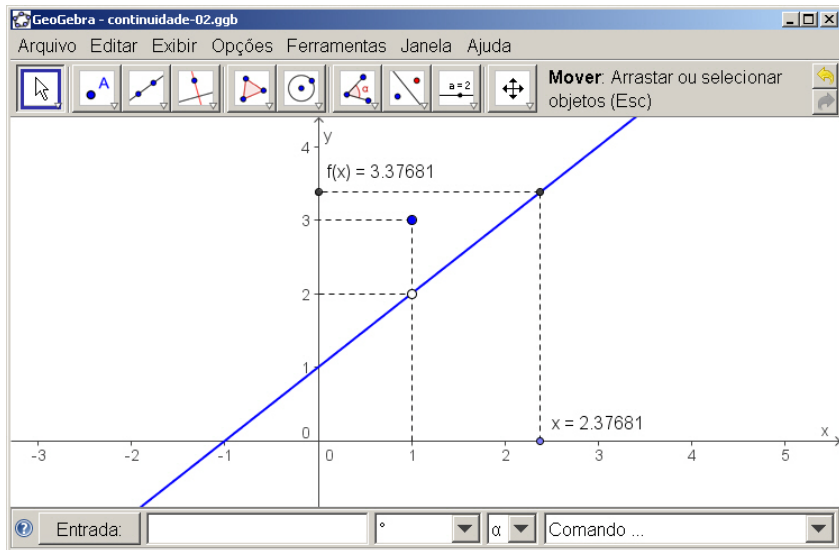 GeoGebra - continuidade-02.ggb
Arquivo Editar Exibir Opções Ferramentas Janela Ajuda
A
α
a=2
Mover: Arrastar ou selecionar
objetos (Esc)
y
4
f(x) = 3.37681
3
2
1
x = 2.37681
0
x
-3 -2 -1 0 1 2 3 4 5
Entrada: ° α Comando ...